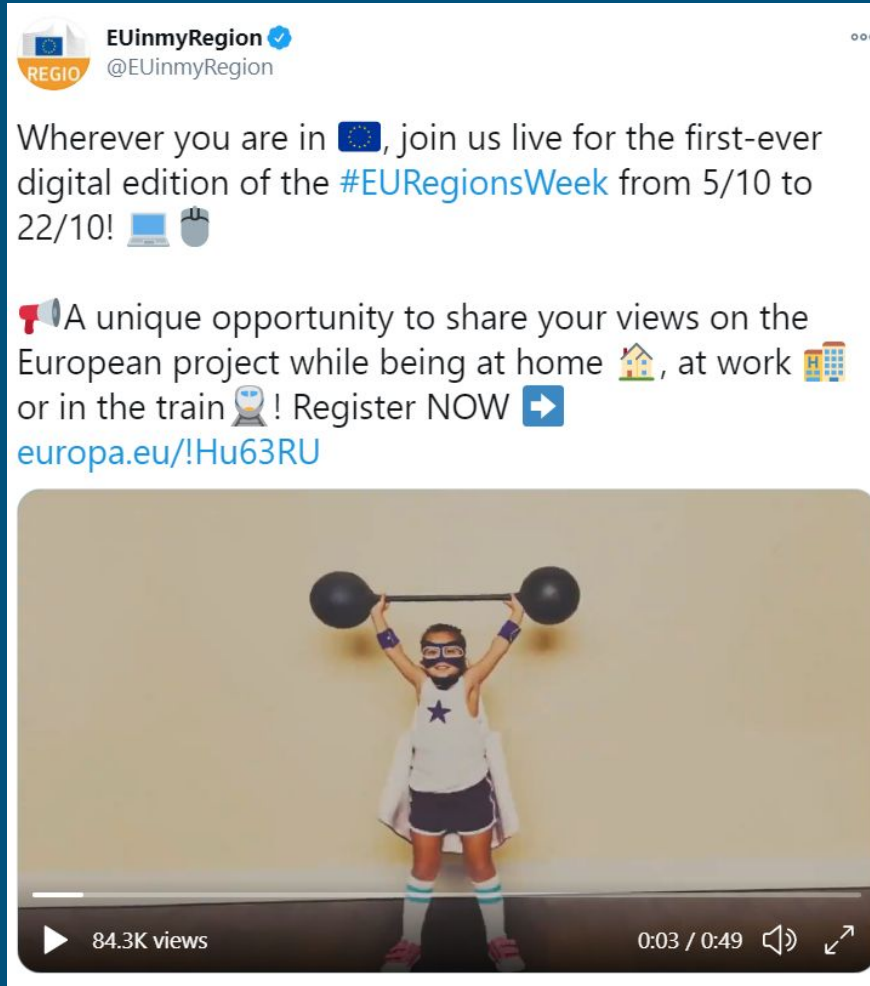 EUinmyRegion
REGIO
@EUinmyRegion
Wherever you are in 🇪🇺, join us live for the first-ever
digital edition of the #EURegionsWeek from 5/10 to
22/10! 💻🖱️
📢A unique opportunity to share your views on the
European project while being at home 🏠, at work 🏨
or in the train🚆! Register NOW ➡️
europa.eu/!Hu63RU
84.3K views
0:03 / 0:49